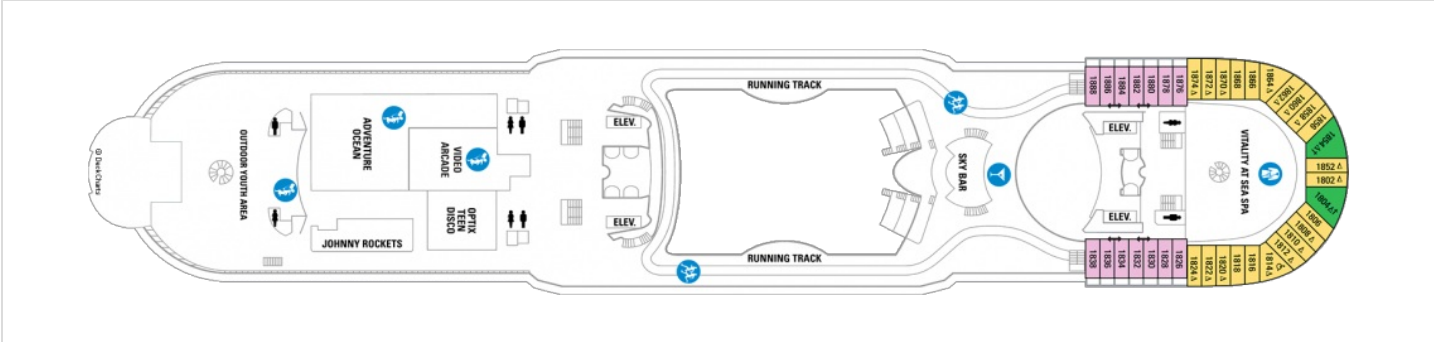 © DeckChartz
OUTDOOR YOUTH AREA
ADVENTURE
OCEAN
VIDEO
ARCADE
OPTIX
TEEN
DISCO
JOHNNY ROCKETS
ELEV.
ELEV.
RUNNING TRACK
RUNNING TRACK
SKY BAR
ELEV.
ELEV.
VITALITY AT SEA SPA
1888
1886
1884
1882
1880
1878
1876
1874
1872
1870
1868
1866
1864
1862
1860
1858
1856
1854
1852
1802
1804
1806
1808
1810
1812
1814
1816
1818
1820
1822
1824
1826
1828
1830
1832
1834
1836
1838